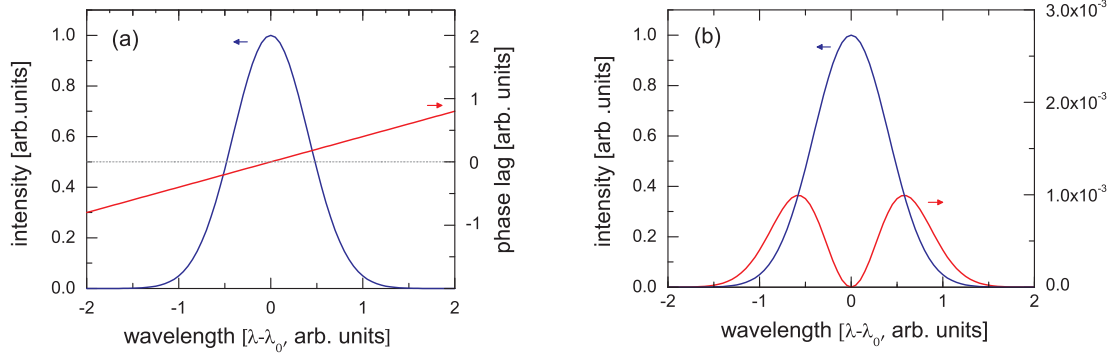 (a)
1.0
0.8
0.6
0.4
0.2
0.0
intensity [arb.units]
2
1
0
-1
phase lag [arb. units]
-2
-1
0
1
2
wavelength [λ-λ0, arb. units]
(b)
1.0
0.8
0.6
0.4
0.2
0.0
intensity [arb .units]
3.0x10-3
2.0x10-3
1.0x10-3
0.0
-2
-1
0
1
2
wavelength [λ-λ0, arb. units]